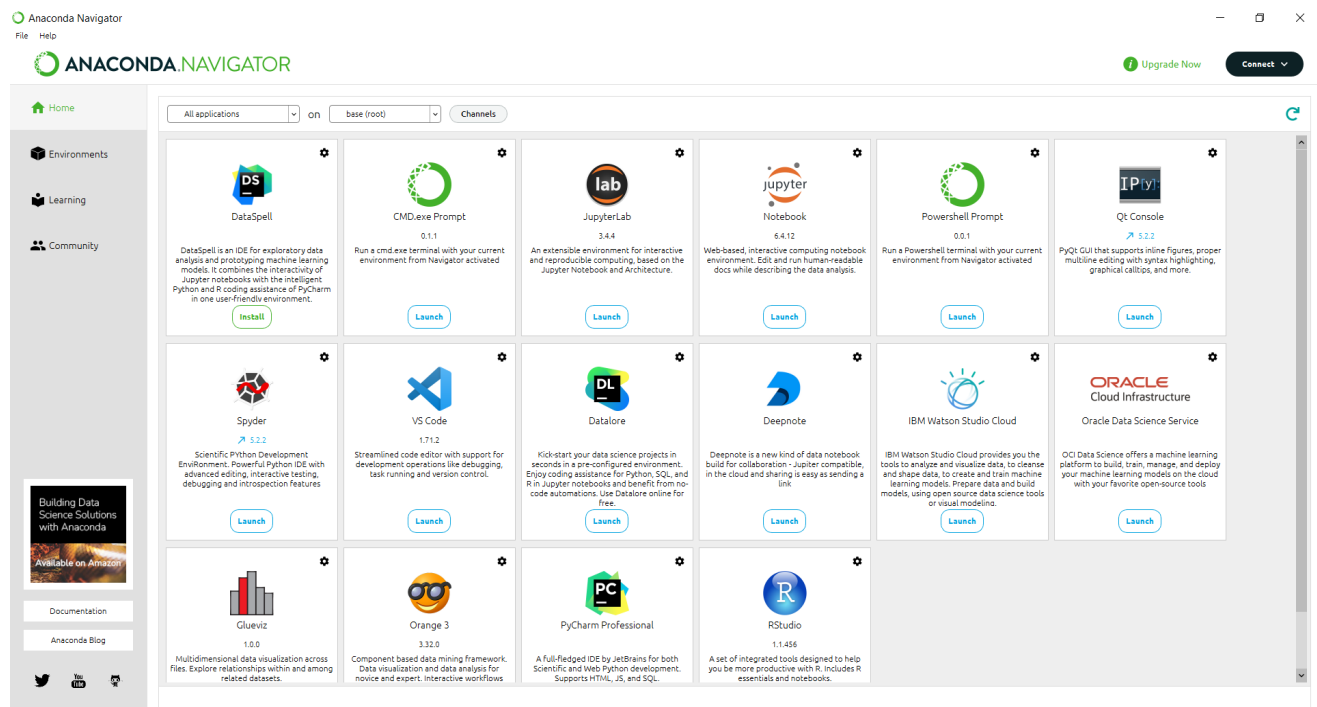 Anaconda Navigator
File Help
ANACONDA.NAVIGATOR
i Upgrade Now
Connect
Home
Environments
Learning
Community
All applications on base (root) Channels
DS
DataSpell
DataSpell is an IDE for exploratory data
analysis and prototyping machine learning
models. It combines the interactivity of
Jupyter notebooks with the intelligent
Python and R coding assistance of PyCharm
in one user-friendly environment.
Install
CMD.exe Prompt
0.1.1
Run a cmd.exe terminal with your current
environment from Navigator activated
Launch
lab
JupyterLab
3.4.4
An extensible environment for interactive
and reproducible computing, based on the
Jupyter Notebook and Architecture.
Launch
jupyter
Notebook
6.4.12
Web-based, interactive computing notebook
environment. Edit and run human-readable
docs while describing the data analysis.
Launch
Powershell Prompt
0.0.1
Run a Powershell terminal with your current
environment from Navigator activated
Launch
IP[y]:
Qt Console
5.2.2
PyQt GUI that supports inline figures, proper
multiline editing with syntax highlighting,
graphical calltips, and more.
Launch
Spyder
5.2.2
Scientific PYthon Development
EnviRonment. Powerful Python IDE with
advanced editing, interactive testing,
debugging and introspection features
Launch
VS Code
1.71.2
Streamlined code editor with support for
development operations like debugging,
task running and version control.
Launch
DL
Datalore
Kick-start your data science projects in
seconds in a pre-configured environment.
Enjoy coding assistance for Python, SQL, and
R in Jupyter notebooks and benefit from no-
code automations. Use Datalore online for
free.
Launch
Deepnote
Deepnote is a new kind of data notebook
build for collaboration - Jupiter compatible,
in the cloud and sharing is easy as sending a
link
Launch
IBM Watson Studio Cloud
IBM Watson Studio Cloud provides you the
tools to analyze and visualize data, to cleanse
and shape data, to create and train machine
learning models. Prepare data and build
models, using open source data science tools
or visual modeling.
Launch
ORACLE
Cloud Infrastructure
Oracle Data Science Service
OCI Data Science offers a machine learning
platform to build, train, manage, and deploy
your machine learning models on the cloud
with your favorite open-source tools
Launch
Glueviz
1.0.0
Multidimensional data visualization across
files. Explore relationships within and among
related datasets.
Orange 3
3.32.0
Component based data mining framework.
Data visualization and data analysis for
novice and expert. Interactive workflows
PC
PyCharm Professional
A full-fledged IDE by JetBrains for both
Scientific and Web Python development.
Supports HTML, JS, and SQL.
R
RStudio
1.1.456
A set of integrated tools designed to help
you be more productive with R. Includes R
essentials and notebooks.
Building Data
Science Solutions
with Anaconda
Available on Amazon
Documentation
Anaconda Blog
You
Tube